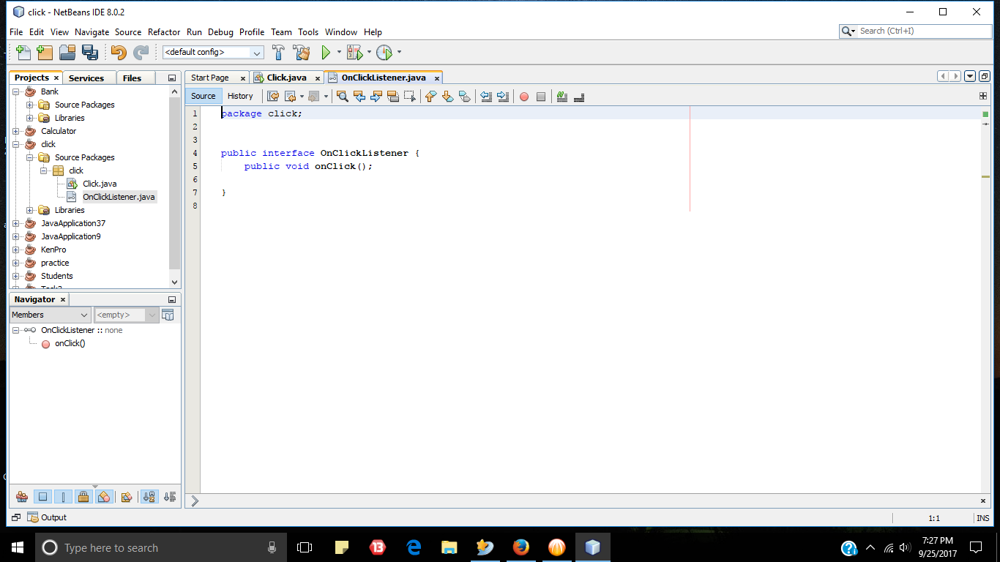 click - NetBeans IDE 8.0.2
File Edit View Navigate Source Refactor Run Debug Profile Team Tools Window Help
Search (Ctrl+I)
<default config>
Projects Services Files
Start Page Click.java OnClickListener.java
Source History
Bank
Source Packages
Libraries
Calculator
click
Source Packages
click
Click.java
OnClickListener.java
Libraries
JavaApplication37
JavaApplication9
KenPro
practice
Students
1 package click;
2
3
4 public interface OnClickListener {
5 public void onClick();
6
7 }
8
Navigator
Members <empty>
OnClickListener :: none
onClick()
Output
1:1 INS
Type here to search
13
7:27 PM
9/25/2017